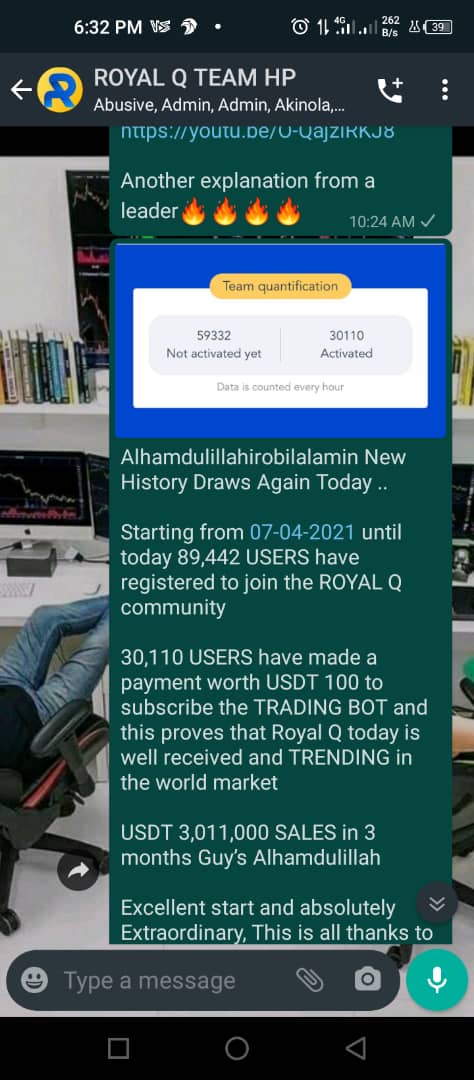 6:32 PM
4G
262
B/s
39
ROYAL Q TEAM HP
Abusive, Admin, Admin, Akinola,...
https://youtu.be/O-QajzlRKJ8
Another explanation from a
leader🔥🔥🔥🔥
10:24 AM ✓
Team quantification
59332
30110
Not activated yet
Activated
Data is counted every hour
Alhamdulillahirobilalamin New
History Draws Again Today ..
Starting from 07-04-2021 until
today 89,442 USERS have
registered to join the ROYAL Q
community
30,110 USERS have made a
payment worth USDT 100 to
subscribe the TRADING BOT and
this proves that Royal Q today is
well received and TRENDING in
the world market
USDT 3,011,000 SALES in 3
months Guy's Alhamdulillah
Excellent start and absolutely
Extraordinary, This is all thanks to
Type a message